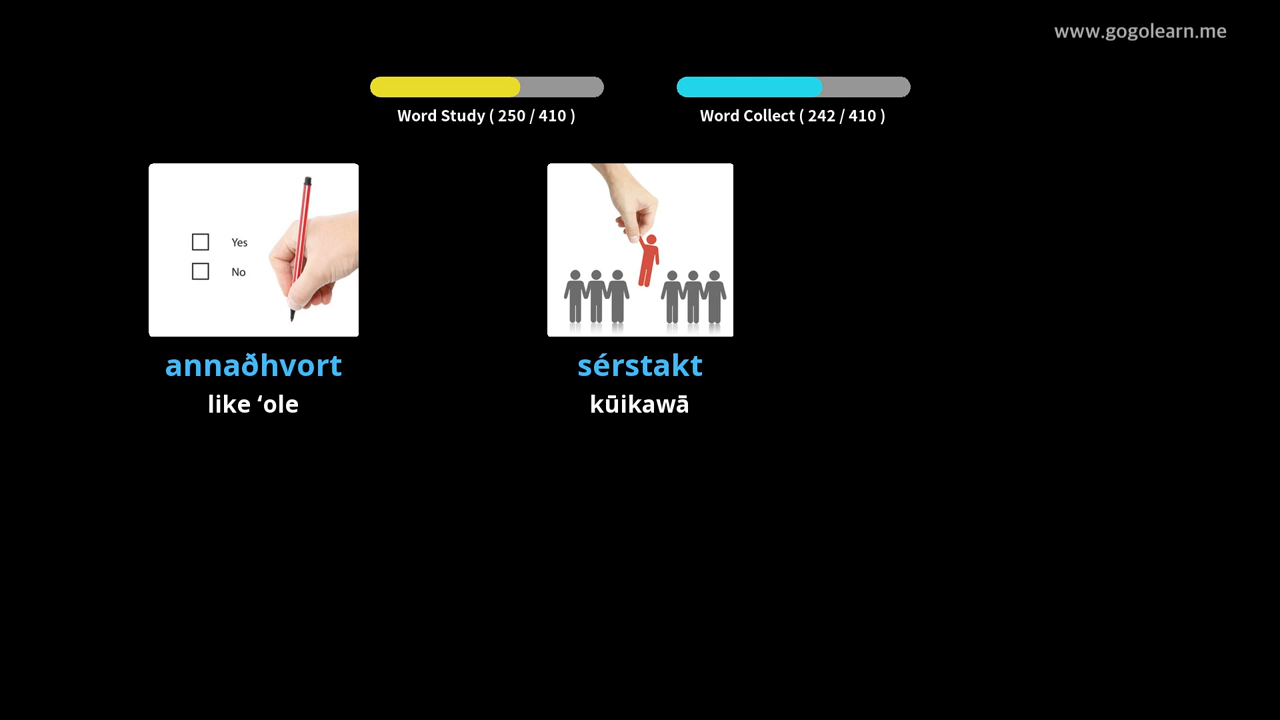 www.gogolearn.me
Word Study ( 250 / 410 )
Word Collect ( 242 / 410 )
Yes
No
annaðhvort
like ʻole
sérstakt
kūikawā